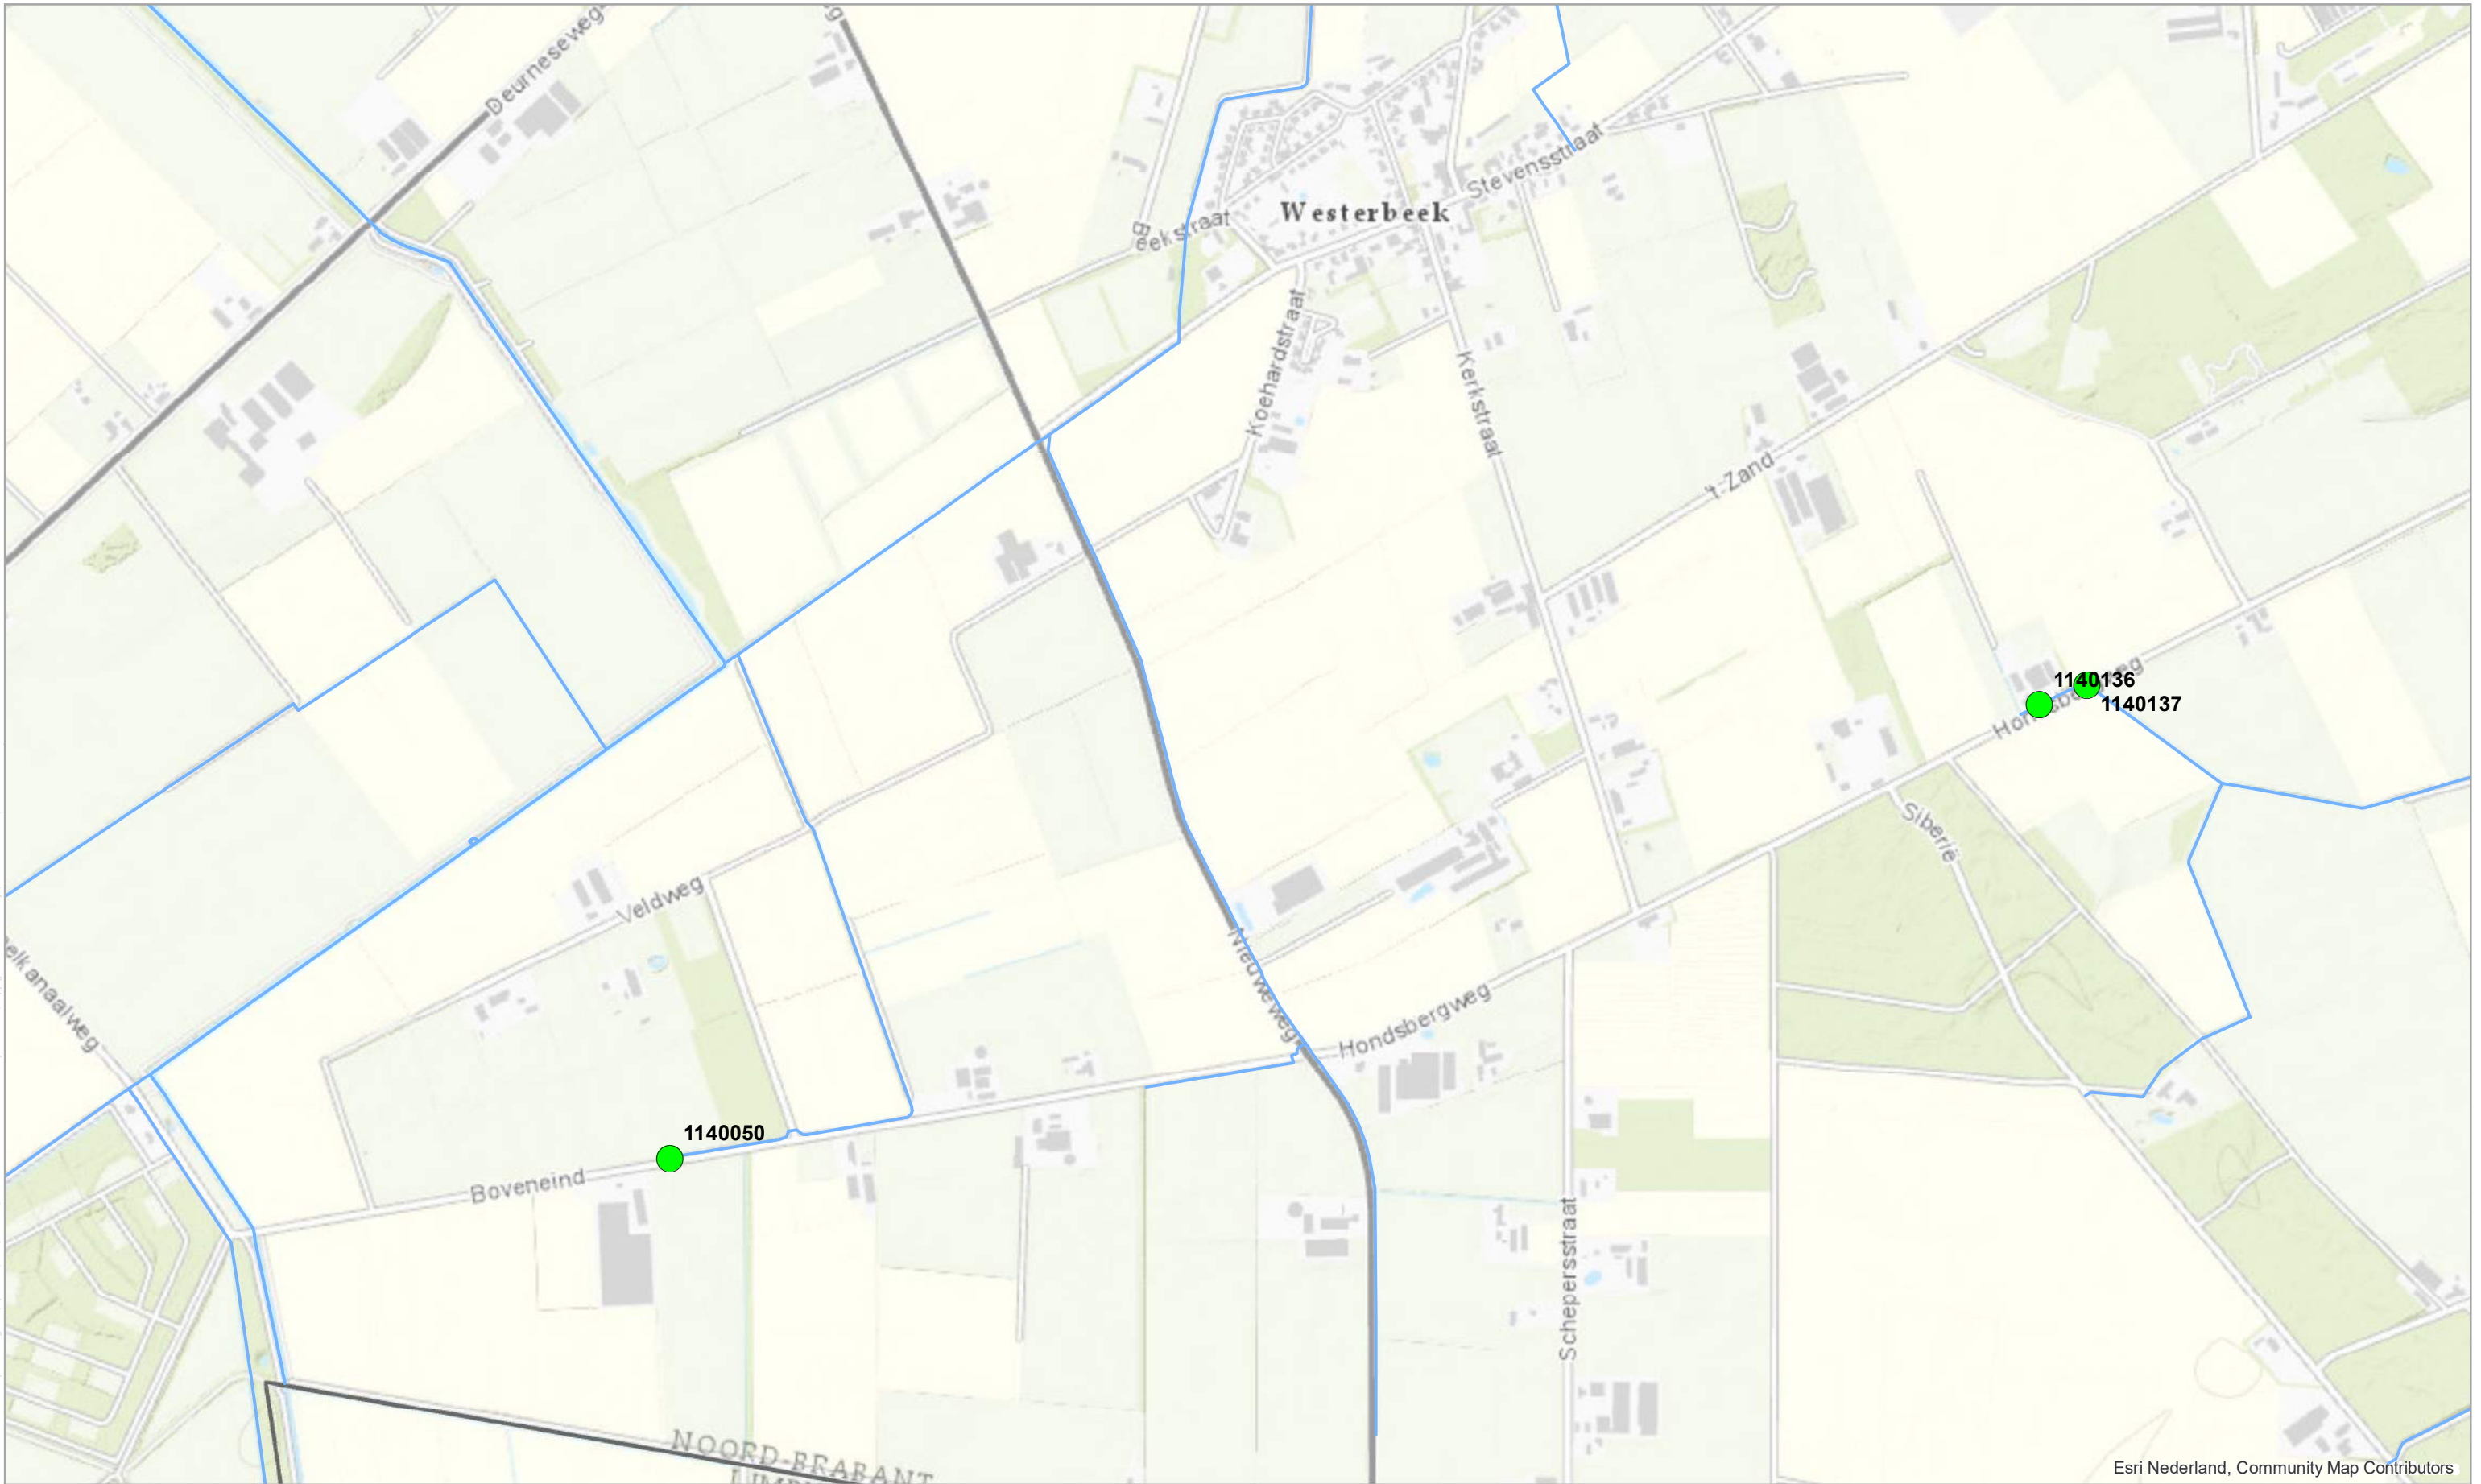 Deurneseweg
Stevensstraat
Westerbeek
Beekstraat
Koehardstraat
Kerkstraat
't-Zand
1140136
1140137
Siberië
Veldweg
Nieuweweg
Hondsbergweg
1140050
Boveneind
Schepersstraat
NOORD-BRABANT
Esri Nederland, Community Map Contributors